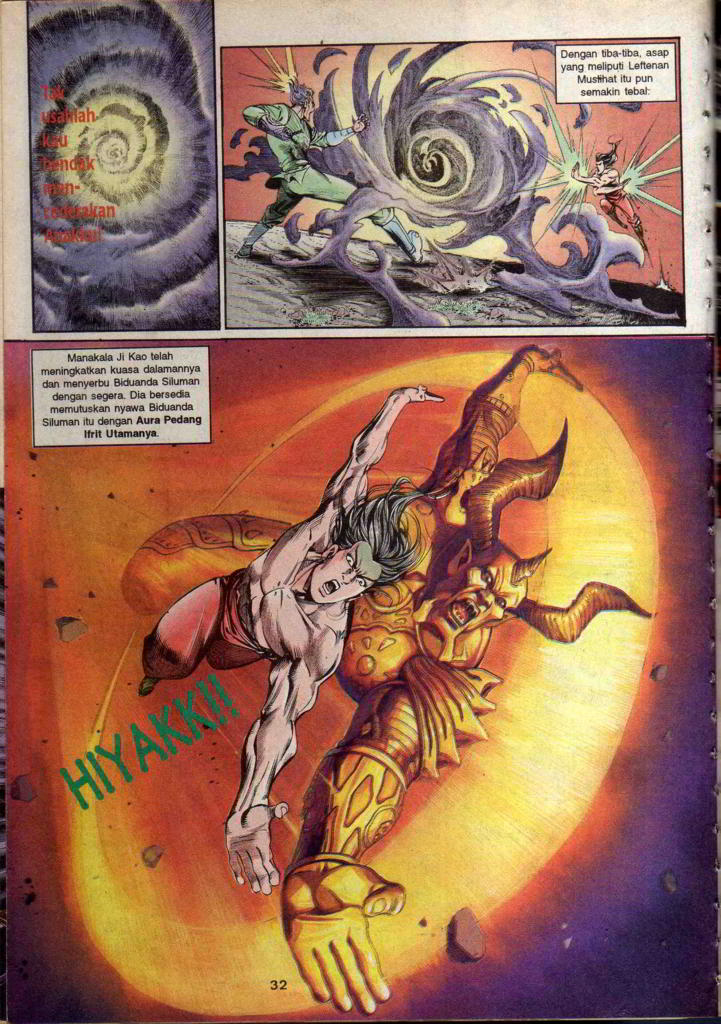 Tak
usahlah
kau
hendak
men-
cederakan
Anakku!!
Dengan tiba-tiba, asap
yang meliputi Leftenan
Muslihat itu pun
semakin tebal:
Manakala Ji Kao telah
meningkatkan kuasa dalamannya
dan menyerbu Biduanda Siluman
dengan segera. Dia bersedia
memutuskan nyawa Biduanda
Siluman itu dengan Aura Pedang
Ifrit Utamanya.
HIYAKK!!
32